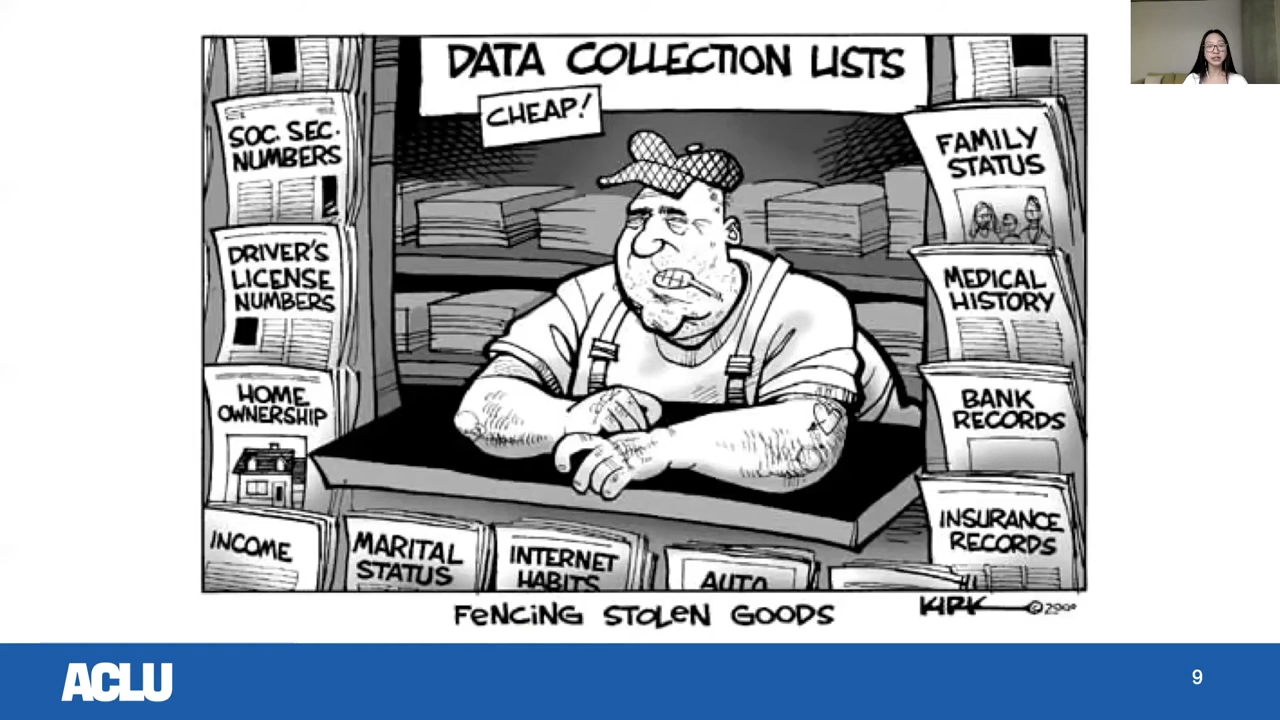 DATA COLLECTION LISTS
CHEAP!
SOC. SEC.
NUMBERS
DRIVER'S
LICENSE
NUMBERS
HOME
OWNERSHIP
INCOME
MARITAL
STATUS
INTERNET
HABITS
AUTO
FAMILY
STATUS
MEDICAL
HISTORY
BANK
RECORDS
INSURANCE
RECORDS
FENCING STOLEN GOODS
KIRK
ACLU
9